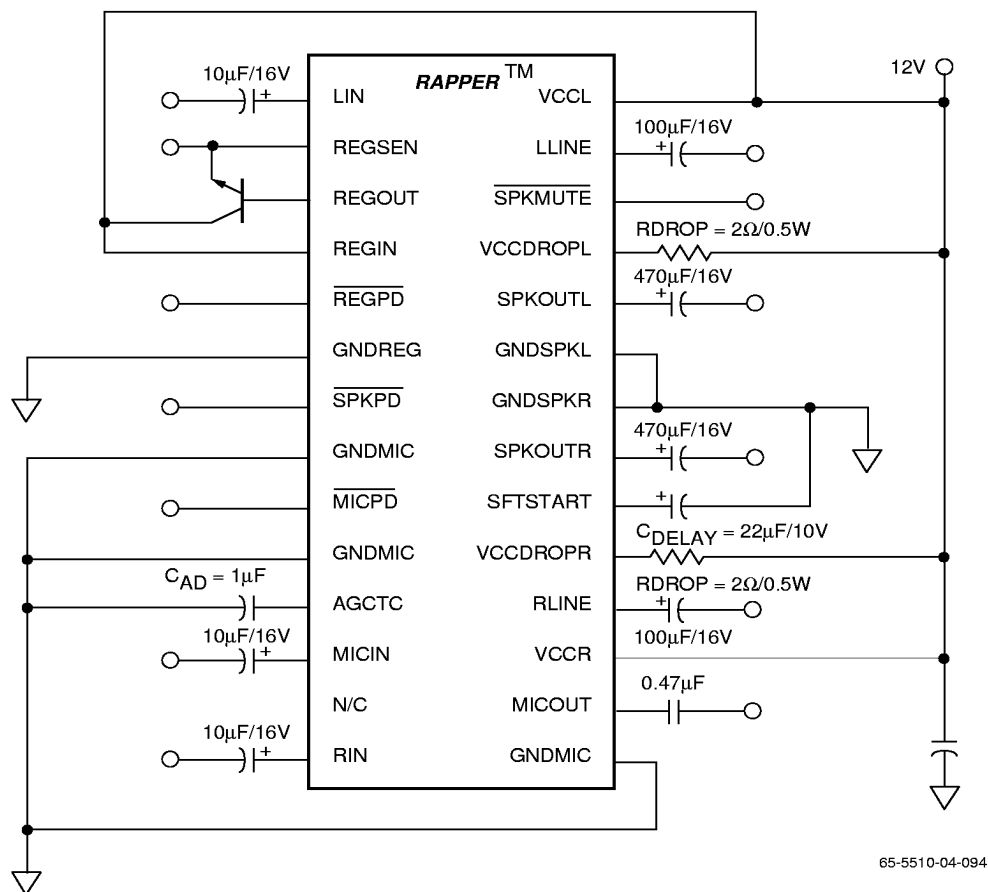 RAPPER TM
12V
10µF/16V
LIN
VCCL
100µF/16V
REGSEN
LLINE
REGOUT
SPKMUTE
RDROP = 2Ω/0.5W
REGIN
VCCDROPL
470µF/16V
REGPD
SPKOUTL
GNDREG
GNDSPKL
SPKPD
GNDSPKR
470µF/16V
GNDMIC
SPKOUTR
MICPD
SFTSTART
CDELAY = 22µF/10V
GNDMIC
VCCDROPR
CAD = 1µF
RDROP = 2Ω/0.5W
AGCTC
RLINE
10µF/16V
100µF/16V
MICIN
VCCR
0.47µF
N/C
MICOUT
10µF/16V
RIN
GNDMIC
65-5510-04-094